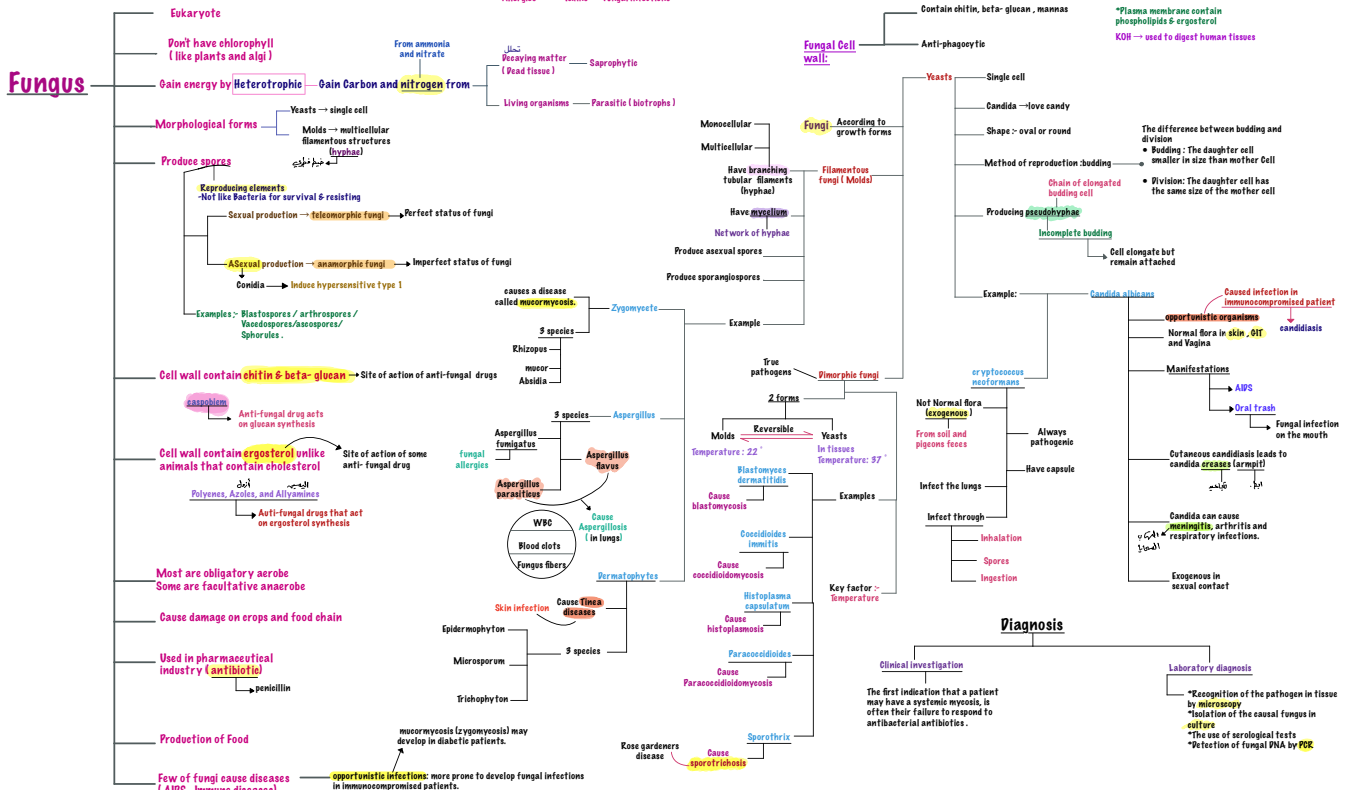 Fungus
Eukaryote
Don't have chlorophyll
( like plants and algi )
Gain energy by Heterotrophic
Gain Carbon and nitrogen from
From ammonia
and nitrate
تحلل
Decaying matter
(Dead tissue )
Saprophytic
Living organisms
Parasitic ( biotrophs )
Morphological forms
Yeasts → single cell
Molds → multicellular
filamentous structures
(hyphae)
Produce spores
Reproducing elements
-Not like Bacteria for survival & resisting
Sexual production → teleomorphic fungi
Perfect status of fungi
ASexual production → anamorphic fungi
Imperfect status of fungi
Conidia
Induce hypersensitive type 1
Examples:- Blastospores / arthrospores /
Vacedospores/ascospores/
Sphorules .
Cell wall contain chitin & beta- glucan
Site of action of anti-fungal drugs
caspobiem
Anti-fungal drug acts
on glucan synthesis
Cell wall contain ergosterol unlike
animals that contain cholesterol
Site of action of some
anti- fungal drug
Polyenes, Azoles, and Allyamines
Auti-fungal drugs that act
on ergosterol synthesis
Most are obligatory aerobe
Some are facultative anaerobe
Cause damage on crops and food chain
Used in pharmaceutical
industry ( antibiotic)
penicillin
Production of Food
Few of fungi cause diseases
opportunistic infections: more prone to develop fungal infections
in immunocompromised patients.
mucormycosis (zygomycosis) may
develop in diabetic patients.
Fungal Cell
wall:
Contain chitin, beta- glucan , mannas
Anti-phagocytic
*Plasma membrane contain
phospholipids & ergosterol
KOH → used to digest human tissues
Fungi
According to
growth forms
Yeasts
Single cell
Candida →love candy
Shape :- oval or round
Method of reproduction :budding
The difference between budding and
division
• Budding : The daughter cell
smaller in size than mother Cell
• Division: The daughter cell has
the same size of the mother cell
Producing pseudohyphae
Chain of elongated
budding cell
Incomplete budding
Cell elongate but
remain attached
Example:
Candida albicans
Caused infection in
immunocompromised patient
candidiasis
opportunistic organisms
Normal flora in skin , GIT
and Vagina
Manifestations
AIDS
Oral trash
Fungal infection
on the mouth
Cutaneous candidiasis leads to
candida creases (armpit)
Candida can cause
meningitis, arthritis and
respiratory infections.
Exogenous in
sexual contact
cryptococcus
neoformans
Not Normal flora
(exogenous )
From soil and
pigeons feces
Always
pathogenic
Have capsule
Infect the lungs
Infect through
Inhalation
Spores
Ingestion
Filamentous
fungi ( Molds)
Monocellular
Multicellular
Have branching
tubular filaments
(hyphae)
Have mycelium
Network of hyphae
Produce asexual spores
Produce sporangiospores
Example
Zygomycete
causes a disease
called mucormycosis.
3 species
Rhizopus
mucor
Absidia
Aspergillus
3 species
Aspergillus
fumigatus
fungal
allergies
Aspergillus
flavus
Aspergillus
parasiticus
Cause
Aspergillosis
( in lungs)
WBC
Blood clots
Fungus fibers
Dermatophytes
Cause Tinea
diseases
Skin infection
3 species
Epidermophyton
Microsporum
Trichophyton
Dimorphic fungi
True
pathogens
2 forms
Molds
Reversible
Yeasts
Temperature : 22 °
In tissues
Temperature: 37 °
Examples
Blastomyces
dermatitidis
Cause
blastomycosis
Coccidioides
immitis
Cause
coccidioidomycosis
Histoplasma
capsulatum
Cause
histoplasmosis
Paracoccidioides
Cause
Paracoccidioidomycosis
Sporothrix
Cause
sporotrichosis
Rose gardeners
disease
Key factor :-
Temperature
Diagnosis
Clinical investigation
The first indication that a patient
may have a systemic mycosis, is
often their failure to respond to
antibacterial antibiotics .
Laboratory diagnosis
*Recognition of the pathogen in tissue
by microscopy
*Isolation of the causal fungus in
culture
*The use of serological tests
*Detection of fungal DNA by PCR